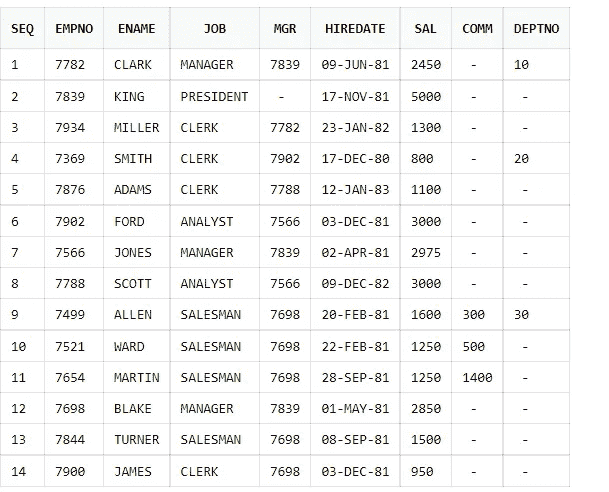 SEQ EMPNO ENAME JOB MGR HIREDATE SAL COMM DEPTNO
1 7782 CLARK MANAGER 7839 09-JUN-81 2450 - 10
2 7839 KING PRESIDENT - 17-NOV-81 5000 - -
3 7934 MILLER CLERK 7782 23-JAN-82 1300 - -
4 7369 SMITH CLERK 7902 17-DEC-80 800 - 20
5 7876 ADAMS CLERK 7788 12-JAN-83 1100 - -
6 7902 FORD ANALYST 7566 03-DEC-81 3000 - -
7 7566 JONES MANAGER 7839 02-APR-81 2975 - -
8 7788 SCOTT ANALYST 7566 09-DEC-82 3000 - -
9 7499 ALLEN SALESMAN 7698 20-FEB-81 1600 300 30
10 7521 WARD SALESMAN 7698 22-FEB-81 1250 500 -
11 7654 MARTIN SALESMAN 7698 28-SEP-81 1250 1400 -
12 7698 BLAKE MANAGER 7839 01-MAY-81 2850 - -
13 7844 TURNER SALESMAN 7698 08-SEP-81 1500 - -
14 7900 JAMES CLERK 7698 03-DEC-81 950 - -